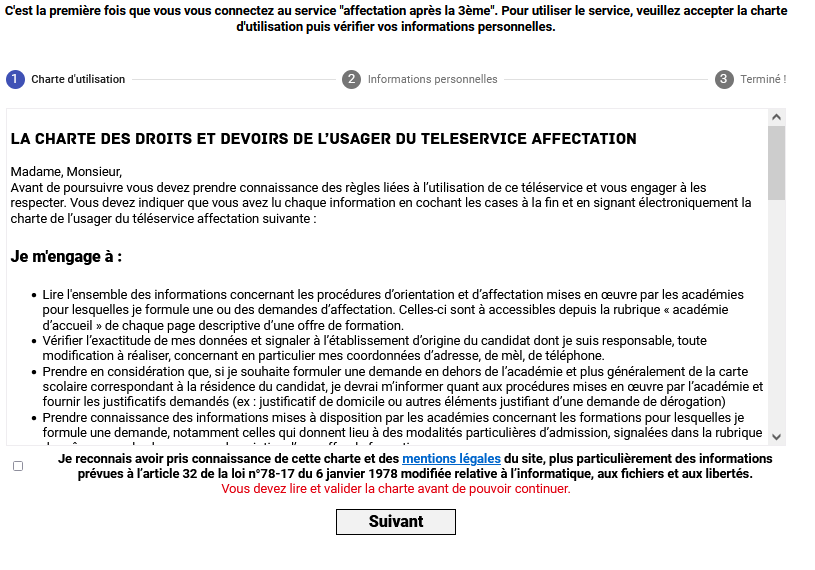 C'est la première fois que vous vous connectez au service "affectation après la 3ème". Pour utiliser le service, veuillez accepter la charte
d'utilisation puis vérifier vos informations personnelles.
1 Charte d'utilisation 2 Informations personnelles 3 Terminé !
LA CHARTE DES DROITS ET DEVOIRS DE L'USAGER DU TELESERVICE AFFECTATION
Madame, Monsieur,
Avant de poursuivre vous devez prendre connaissance des règles liées à l'utilisation de ce téléservice et vous engager à les
respecter. Vous devez indiquer que vous avez lu chaque information en cochant les cases à la fin et en signant électroniquement la
charte de l'usager du téléservice affectation suivante :
Je m'engage à :
• Lire l'ensemble des informations concernant les procédures d'orientation et d'affectation mises en œuvre par les académies
pour lesquelles je formule une ou des demandes d'affectation. Celles-ci sont à accessibles depuis la rubrique « académie
d'accueil » de chaque page descriptive d'une offre de formation.
• Vérifier l'exactitude de mes données et signaler à l'établissement d'origine du candidat dont je suis responsable, toute
modification à réaliser, concernant en particulier mes coordonnées d'adresse, de mèl, de téléphone.
• Prendre en considération que, si je souhaite formuler une demande en dehors de l'académie et plus généralement de la carte
scolaire correspondant à la résidence du candidat, je devrai m'informer quant aux procédures mises en œuvre par l'académie et
fournir les justificatifs demandés (ex : justificatif de domicile ou autres éléments justifiant d'une demande de dérogation)
• Prendre connaissance des informations mises à disposition par les académies concernant les formations pour lesquelles je
formule une demande, notamment celles qui donnent lieu à des modalités particulières d'admission, signalées dans la rubrique
Je reconnais avoir pris connaissance de cette charte et des mentions légales du site, plus particulièrement des informations
prévues à l'article 32 de la loi n°78-17 du 6 janvier 1978 modifiée relative à l'informatique, aux fichiers et aux libertés.
Vous devez lire et valider la charte avant de pouvoir continuer.
Suivant